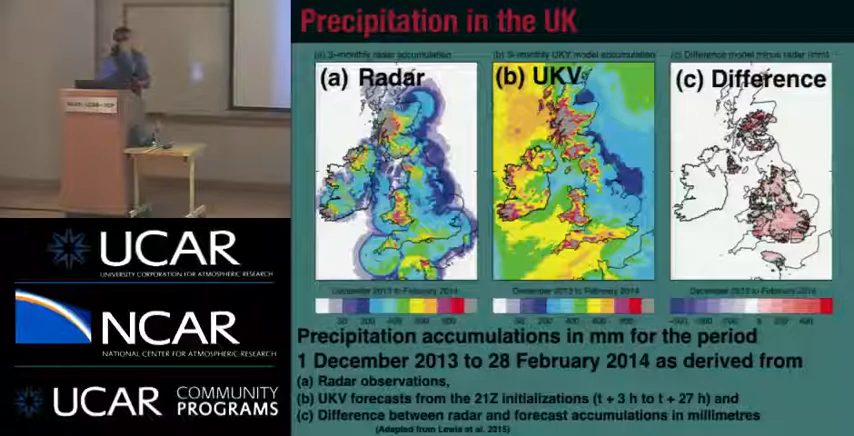 Precipitation in the UK
(a) 3-monthly radar accumulation
(b) 3-monthly UKV model accumulation
(c) Difference model minus radar (mm)
(a) Radar
(b) UKV
(c) Difference
December 2013 to February 2014
December 2013 to February 2014
December 2013 to February 2014
Precipitation accumulations in mm for the period
1 December 2013 to 28 February 2014 as derived from
(a) Radar observations,
(b) UKV forecasts from the 21Z initializations (t + 3 h to t + 27 h) and
(c) Difference between radar and forecast accumulations in millimetres
(Adapted from Lewis et al. 2015)
UCAR
UNIVERSITY CORPORATION FOR ATMOSPHERIC RESEARCH
NCAR
NATIONAL CENTER FOR ATMOSPHERIC RESEARCH
UCAR COMMUNITY
PROGRAMS